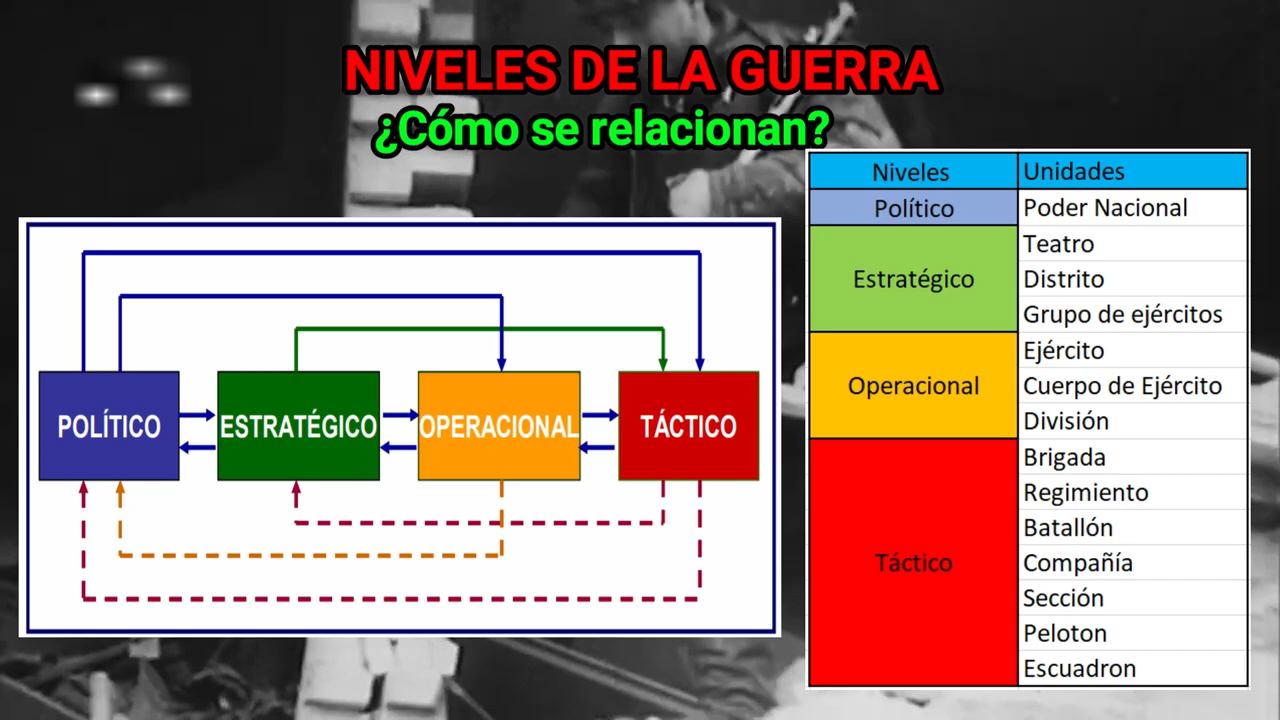 NIVELES DE LA GUERRA
¿Cómo se relacionan?
POLÍTICO
ESTRATÉGICO
OPERACIONAL
TÁCTICO
Niveles Unidades
Político Poder Nacional
Estratégico
Teatro
Distrito
Grupo de ejércitos
Operacional
Ejército
Cuerpo de Ejército
División
Táctico
Brigada
Regimiento
Batallón
Compañía
Sección
Peloton
Escuadron